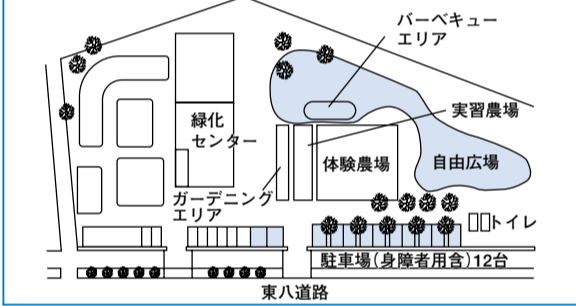 バーベキュー
エリア
実習農場
緑化
センター
体験農場
自由広場
ガーデニング
エリア
トイレ
駐車場(身障者用含)12台
東八道路